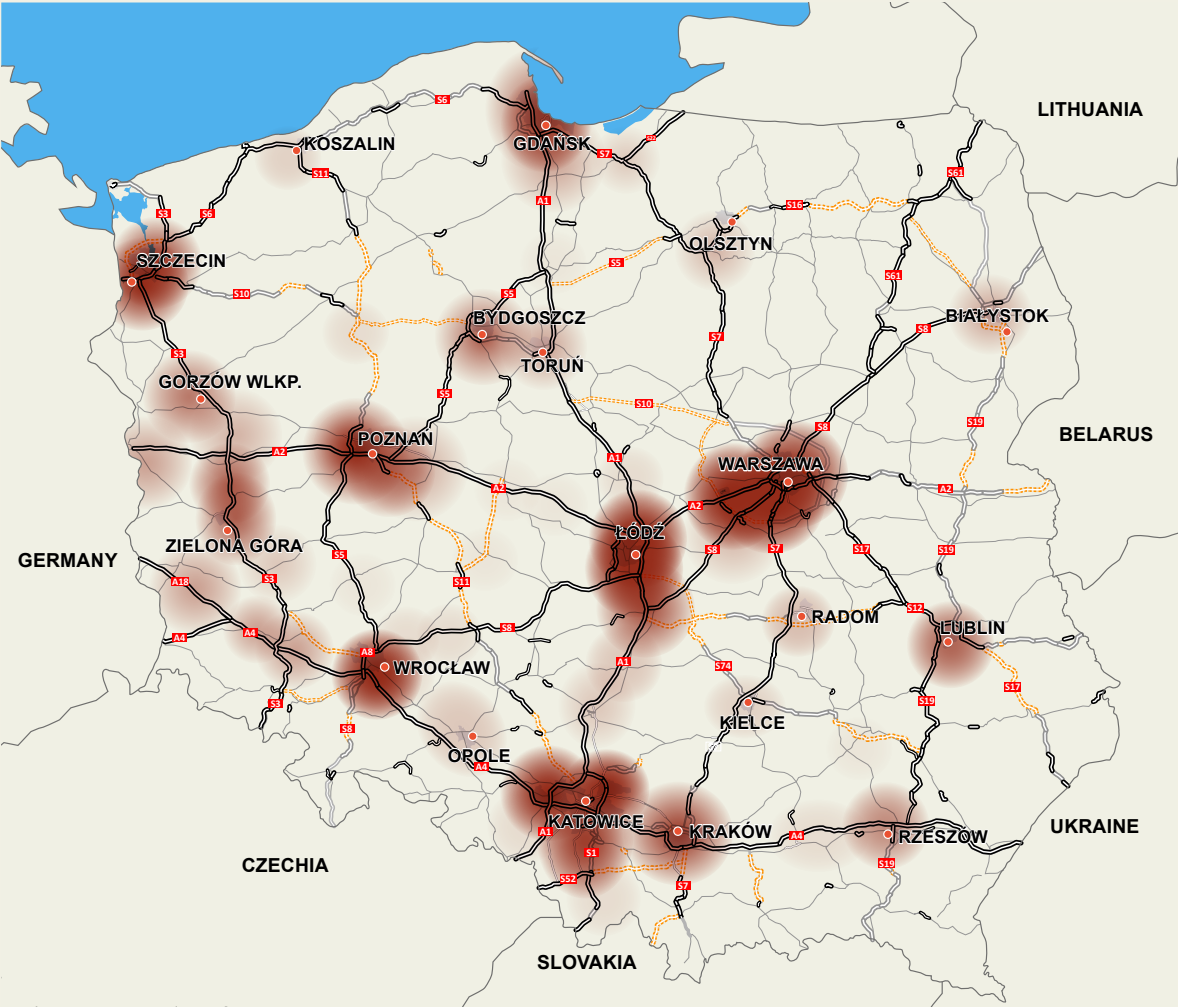 LITHUANIA
S6
KOSZALIN
GDAŃSK
S7
S11
S61
A1
S16
S3
S6
OLSZTYN
SZCZECIN
S5
S61
S10
S5
BYDGOSZCZ
BIAŁYSTOK
S8
S7
S3
TORUŃ
GORZÓW WLKP.
S5
S10
S19
S8
BELARUS
POZNAŃ
A2
A1
WARSZAWA
A2
A2
A2
ŁÓDŹ
ZIELONA GÓRA
S5
S8
S7
S17
S19
GERMANY
A18
S3
S11
S12
RADOM
LUBLIN
A4
A4
S8
A8
WROCŁAW
A1
S74
S17
S3
S19
KIELCE
S8
OPOLE
A4
KATOWICE
A1
KRAKÓW
A4
RZESZÓW
UKRAINE
CZECHIA
S1
S19
S52
S7
SLOVAKIA